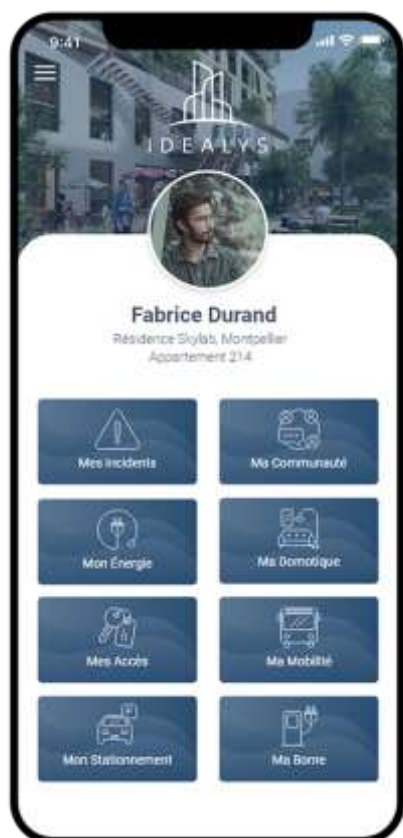 9:41
IDEALYS
Fabrice Durand
Résidence Skylab, Montpellier
Appartement 214
Mes Incidents
Ma Communauté
Mon Énergie
Ma Domotique
Mes Accès
Ma Mobilité
Mon Stationnement
Ma Borne